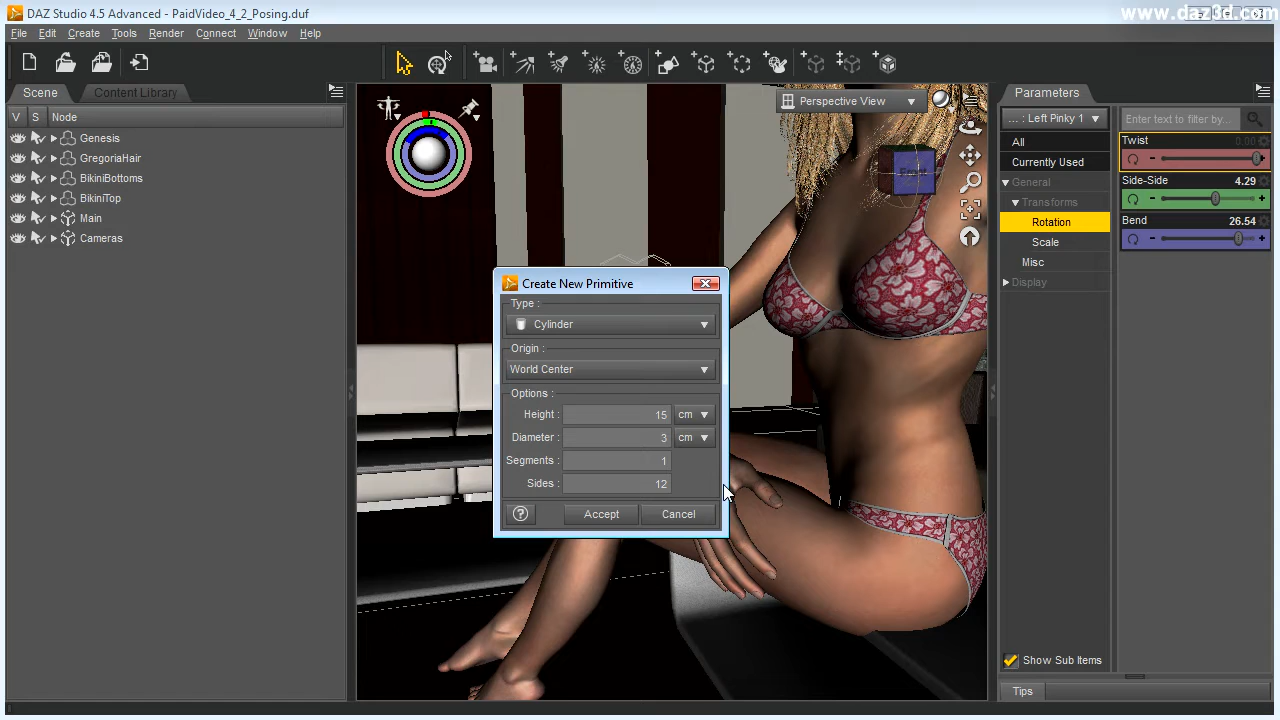 DAZ Studio 4.5 Advanced - PaidVideo_4_2_Posing.duf
www.daz3d.com
File Edit Create Tools Render Connect Window Help
Scene Content Library
V S Node
Genesis
GregoriaHair
BikiniBottoms
BikiniTop
Main
Cameras
Perspective View
Create New Primitive
Type :
Cylinder
Origin :
World Center
Options :
Height : 15 cm
Diameter : 3 cm
Segments : 1
Sides : 12
Accept Cancel
Parameters
... : Left Pinky 1
Enter text to filter by...
All
Currently Used
General
Transforms
Rotation
Scale
Misc
Display
Twist 0.00
Side-Side 4.29
Bend 26.54
Show Sub Items
Tips